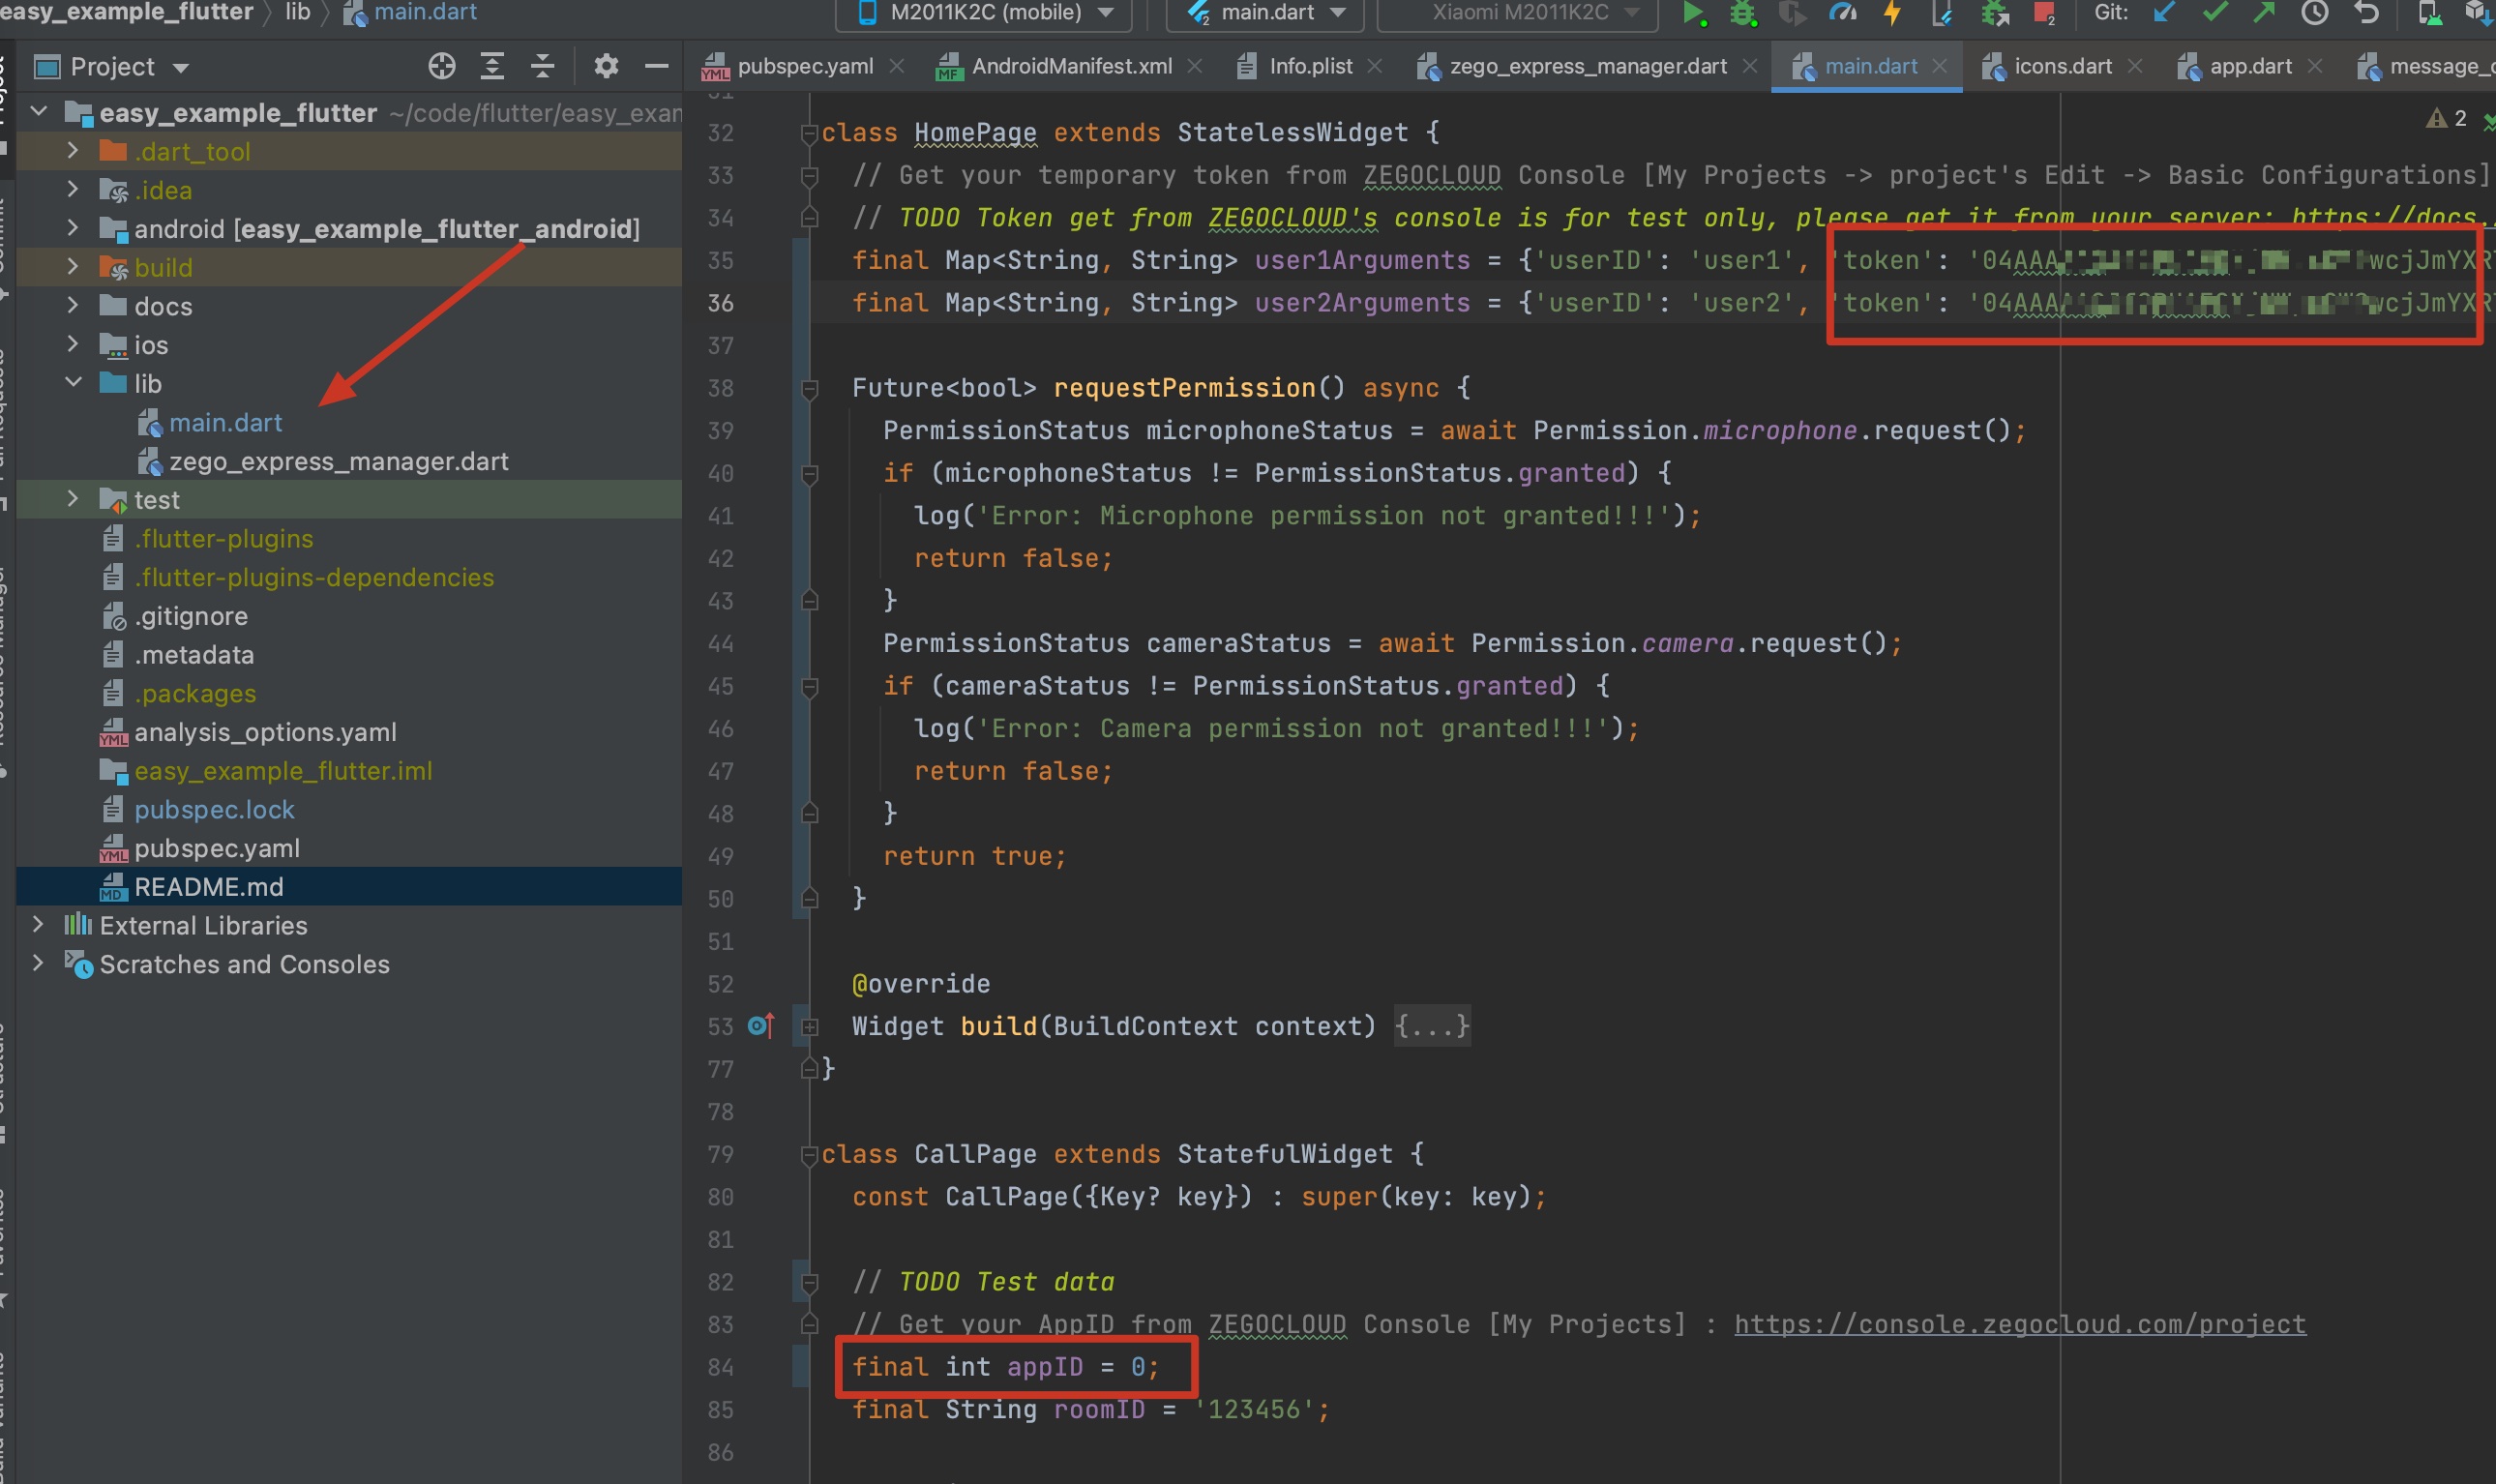 easy_example_flutter lib main.dart
M2011K2C (mobile) main.dart Xiaomi M2011K2C Git:
Project
pubspec.yaml AndroidManifest.xml Info.plist zego_express_manager.dart main.dart icons.dart app.dart
easy_example_flutter ~/code/flutter/easy_exan
.dart_tool
.idea
android [easy_example_flutter_android]
build
docs
ios
lib
main.dart
zego_express_manager.dart
test
.flutter-plugins
.flutter-plugins-dependencies
.gitignore
.metadata
.packages
analysis_options.yaml
easy_example_flutter.iml
pubspec.lock
pubspec.yaml
README.md
External Libraries
Scratches and Consoles
2
32 class HomePage extends StatelessWidget {
33 // Get your temporary token from ZEGOCLOUD Console [My Projects -> project's Edit -> Basic Configurations]
34 // TODO Token get from ZEGOCLOUD's console is for test only, please get it from your server: https://docs.
35 final Map<String, String> user1Arguments = {'userID': 'user1', 'token': '04AAA
36 final Map<String, String> user2Arguments = {'userID': 'user2', 'token': '04AAA
37
38 Future<bool> requestPermission() async {
39 PermissionStatus microphoneStatus = await Permission.microphone.request();
40 if (microphoneStatus != PermissionStatus.granted) {
41 log('Error: Microphone permission not granted!!!');
42 return false;
43 }
44 PermissionStatus cameraStatus = await Permission.camera.request();
45 if (cameraStatus != PermissionStatus.granted) {
46 log('Error: Camera permission not granted!!!');
47 return false;
48 }
49 return true;
50 }
51
52 @override
53 Widget build(BuildContext context) {...}
77 }
78
79 class CallPage extends StatefulWidget {
80 const CallPage({Key? key}) : super(key: key);
81
82 // TODO Test data
83 // Get your AppID from ZEGOCLOUD Console [My Projects] : https://console.zegocloud.com/project
84 final int appID = 0;
85 final String roomID = '123456';
86